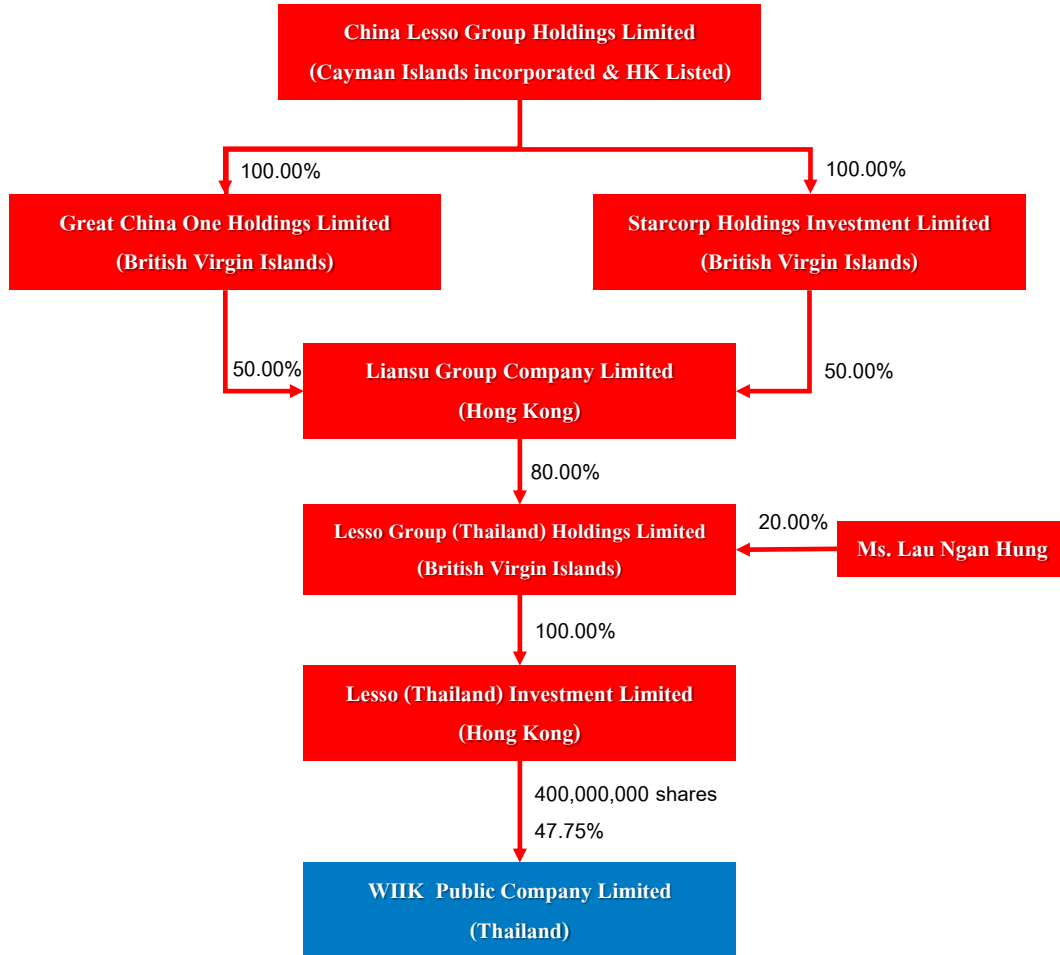 China Lesso Group Holdings Limited
(Cayman Islands incorporated & HK Listed)
100.00%
100.00%
Great China One Holdings Limited
(British Virgin Islands)
Starcorp Holdings Investment Limited
(British Virgin Islands)
50.00%
Liansu Group Company Limited
(Hong Kong)
50.00%
80.00%
Lesso Group (Thailand) Holdings Limited
(British Virgin Islands)
20.00%
Ms. Lau Ngan Hung
100.00%
Lesso (Thailand) Investment Limited
(Hong Kong)
400,000,000 shares
47.75%
WIIK Public Company Limited
(Thailand)